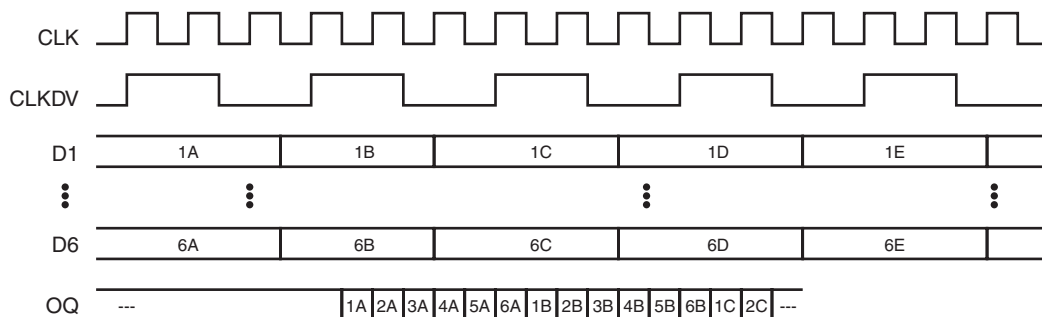 CLK
CLKDV
D1 1A 1B 1C 1D 1E
D6 6A 6B 6C 6D 6E
OQ --- 1A 2A 3A 4A 5A 6A 1B 2B 3B 4B 5B 6B 1C 2C ---